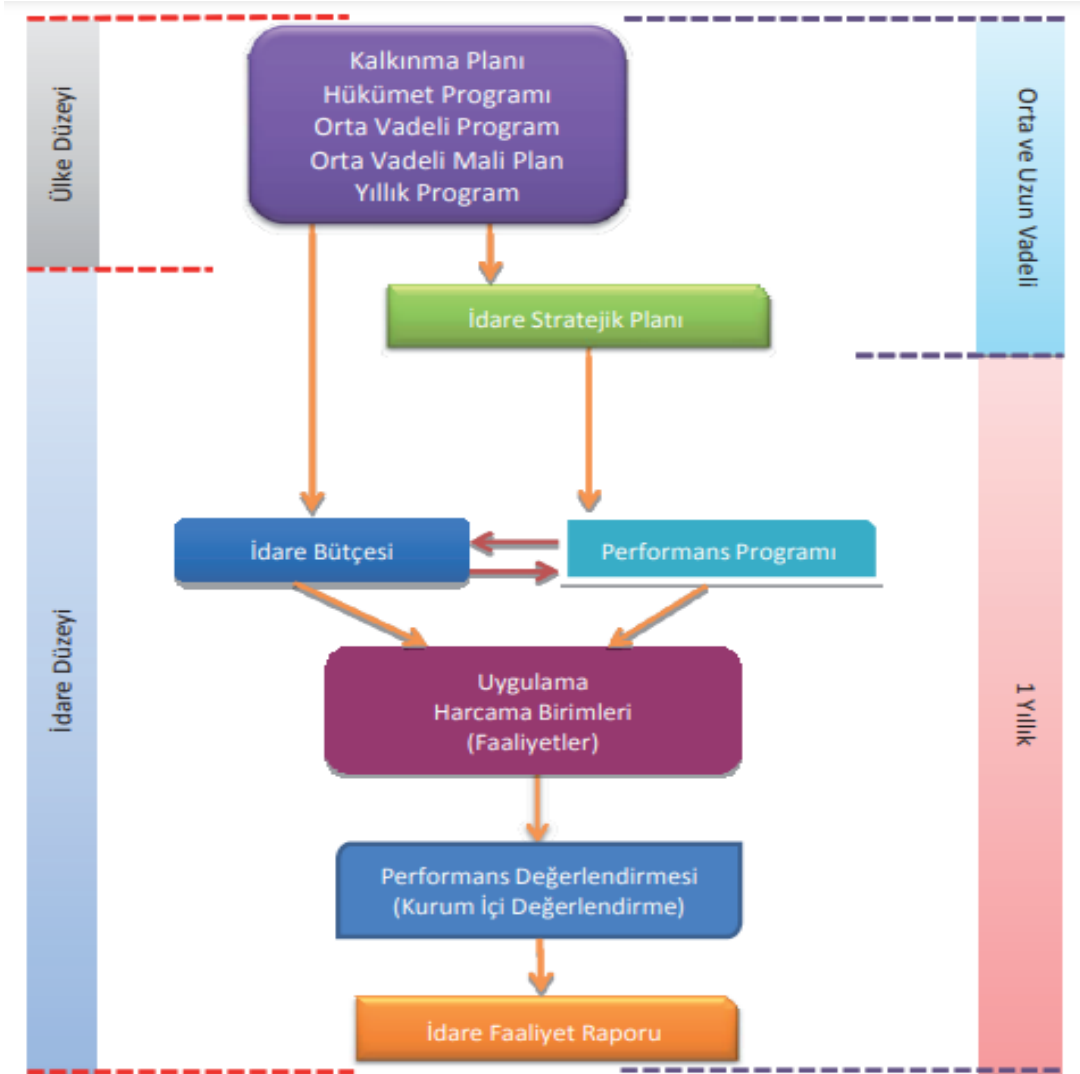 Ülke Düzeyi
Kalkınma Planı
Hükümet Programı
Orta Vadeli Program
Orta Vadeli Mali Plan
Yıllık Program
Orta ve Uzun Vadeli
İdare Stratejik Planı
İdare Düzeyi
İdare Bütçesi
Performans Programı
Uygulama
Harcama Birimleri
(Faaliyetler)
1 Yıllık
Performans Değerlendirmesi
(Kurum İçi Değerlendirme)
İdare Faaliyet Raporu